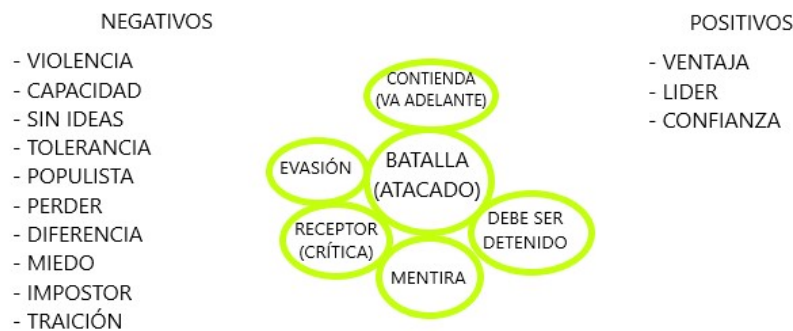 NEGATIVOS
- VIOLENCIA
- CAPACIDAD
- SIN IDEAS
- TOLERANCIA
- POPULISTA
- PERDER
- DIFERENCIA
- MIEDO
- IMPOSTOR
- TRAICIÓN
CONTIENDA
(VA ADELANTE)
EVASIÓN
BATALLA
(ATACADO)
RECEPTOR
(CRÍTICA)
DEBE SER
DETENIDO
MENTIRA
POSITIVOS
- VENTAJA
- LIDER
- CONFIANZA